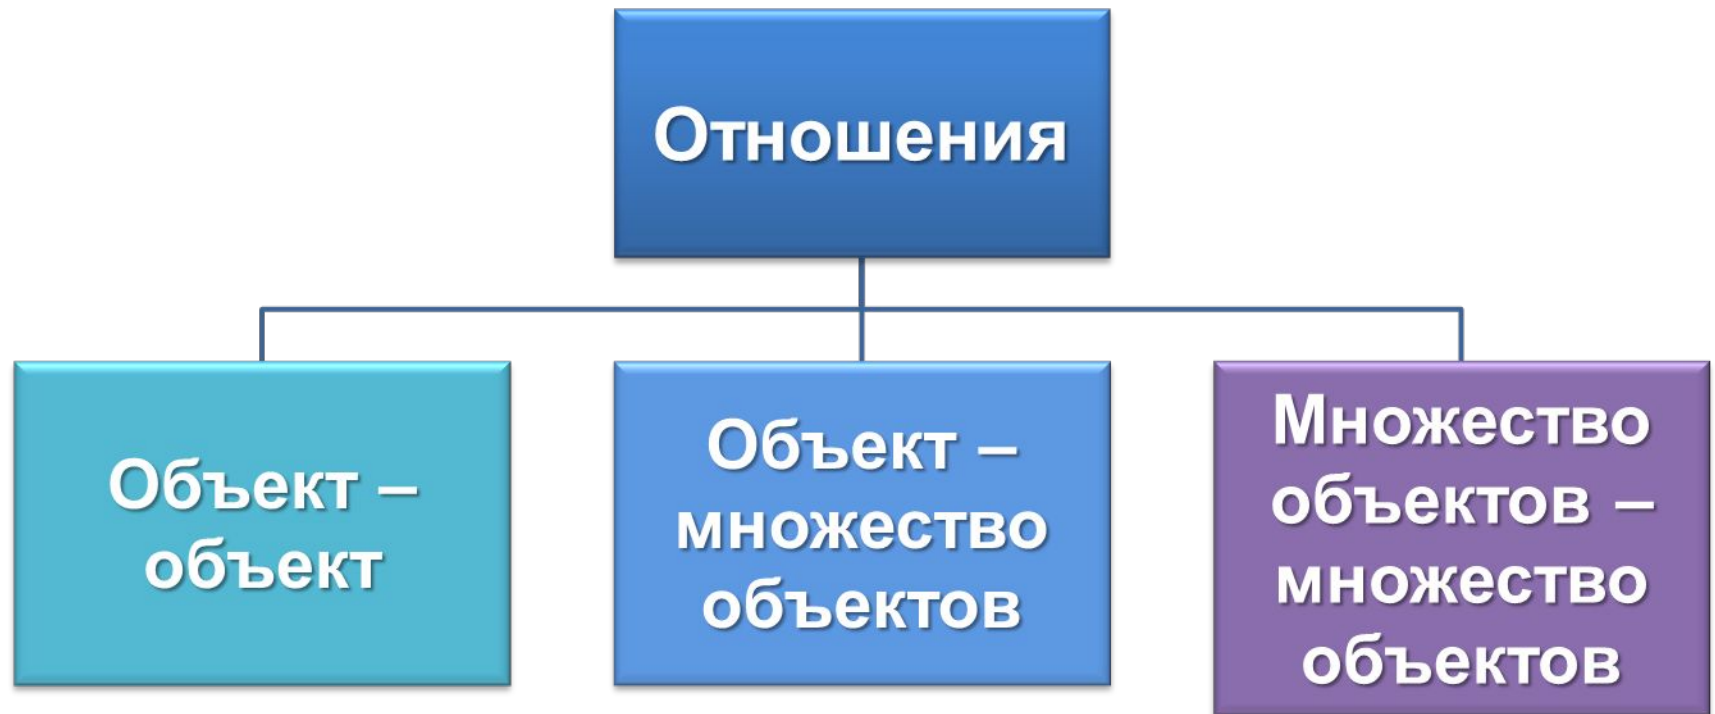 Отношения
Объект –
объект
Объект –
множество
объектов
Множество
объектов –
множество
объектов